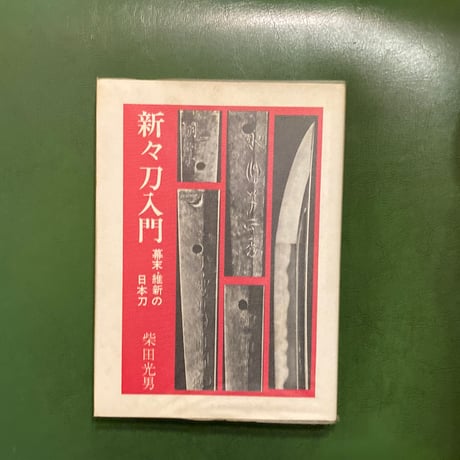 新々刀入門
幕末 維新の
日本刀
柴田光男